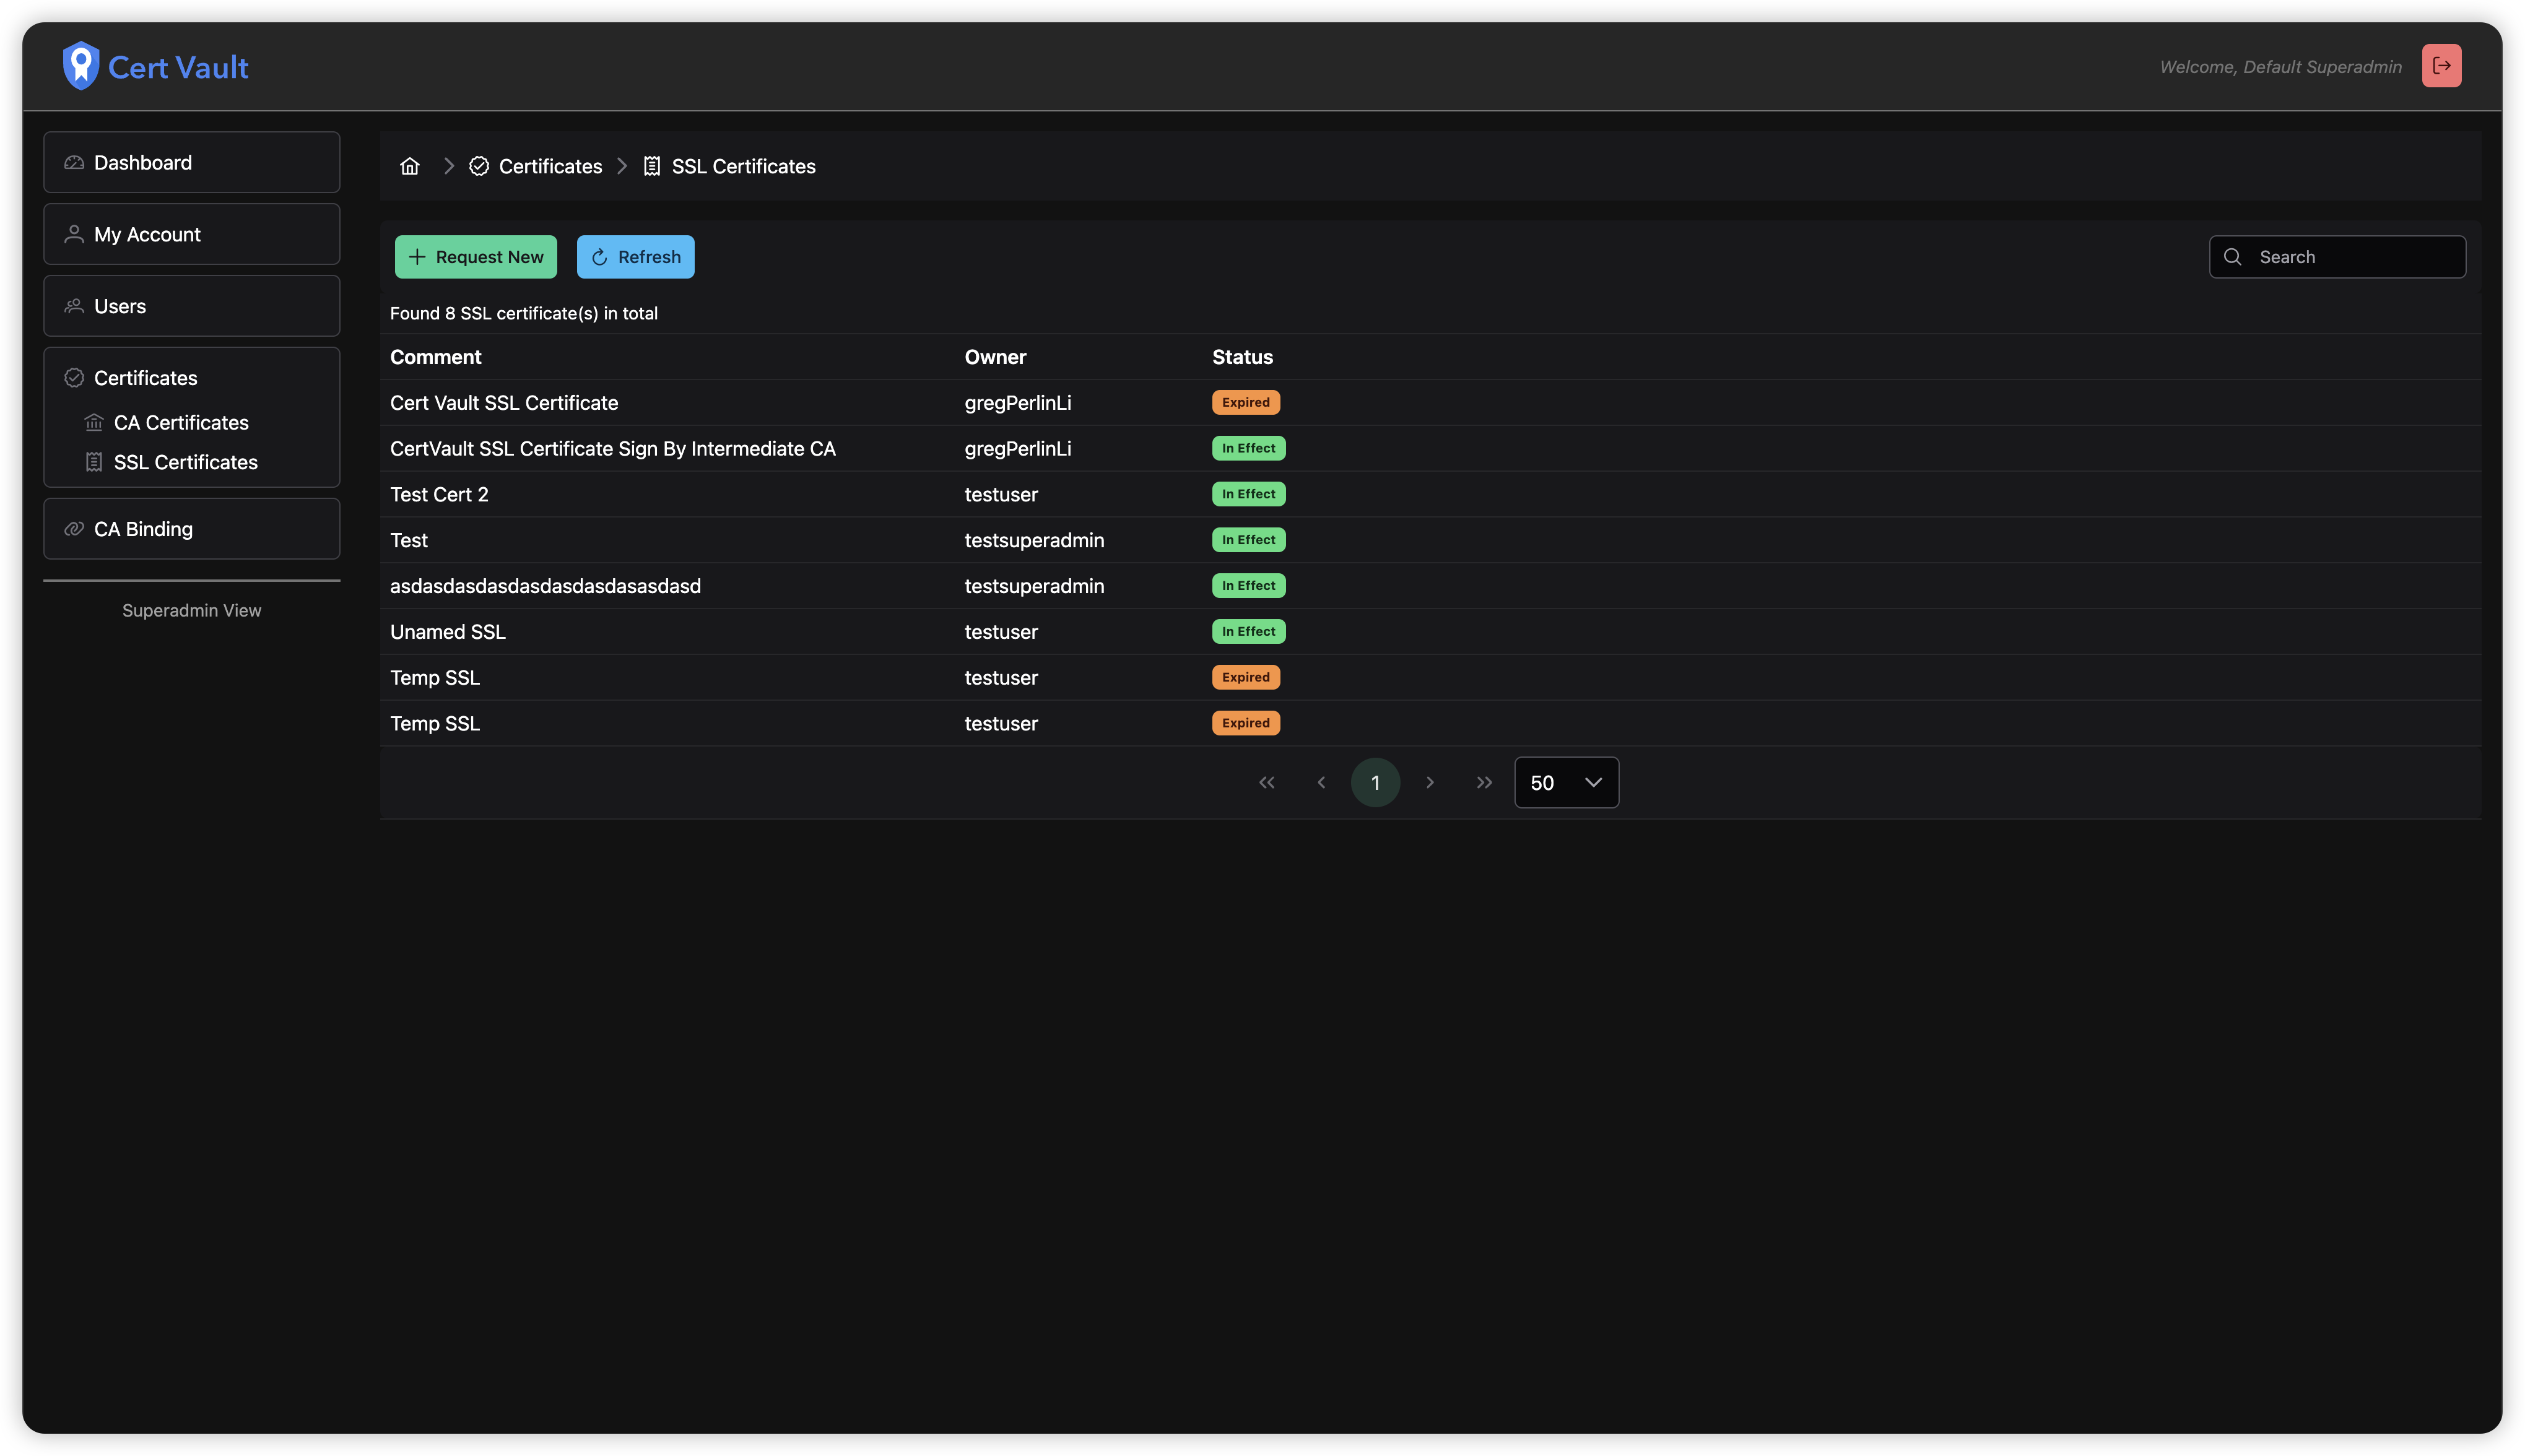 Cert Vault
Welcome, Default Superadmin
Dashboard
My Account
Users
Certificates
CA Certificates
SSL Certificates
CA Binding
Superadmin View
Certificates SSL Certificates
Request New Refresh Search
Found 8 SSL certificate(s) in total
Comment Owner Status
Cert Vault SSL Certificate gregPerlinLi Expired
CertVault SSL Certificate Sign By Intermediate CA gregPerlinLi In Effect
Test Cert 2 testuser In Effect
Test testsuperadmin In Effect
asdasdasdasdasdasdasdasasdasd testsuperadmin In Effect
Unamed SSL testuser In Effect
Temp SSL testuser Expired
Temp SSL testuser Expired
1 50